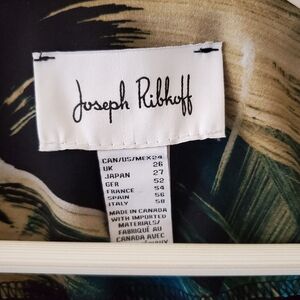 Joseph Ribkoff
CAN/US/MEX 24
UK 26
JAPAN 27
GER 52
FRANCE 54
SPAIN 56
ITALY 58
MADE IN CANADA
WITH IMPORTED
MATERIALS/
FABRIQUÉ AU
CANADA AVEC